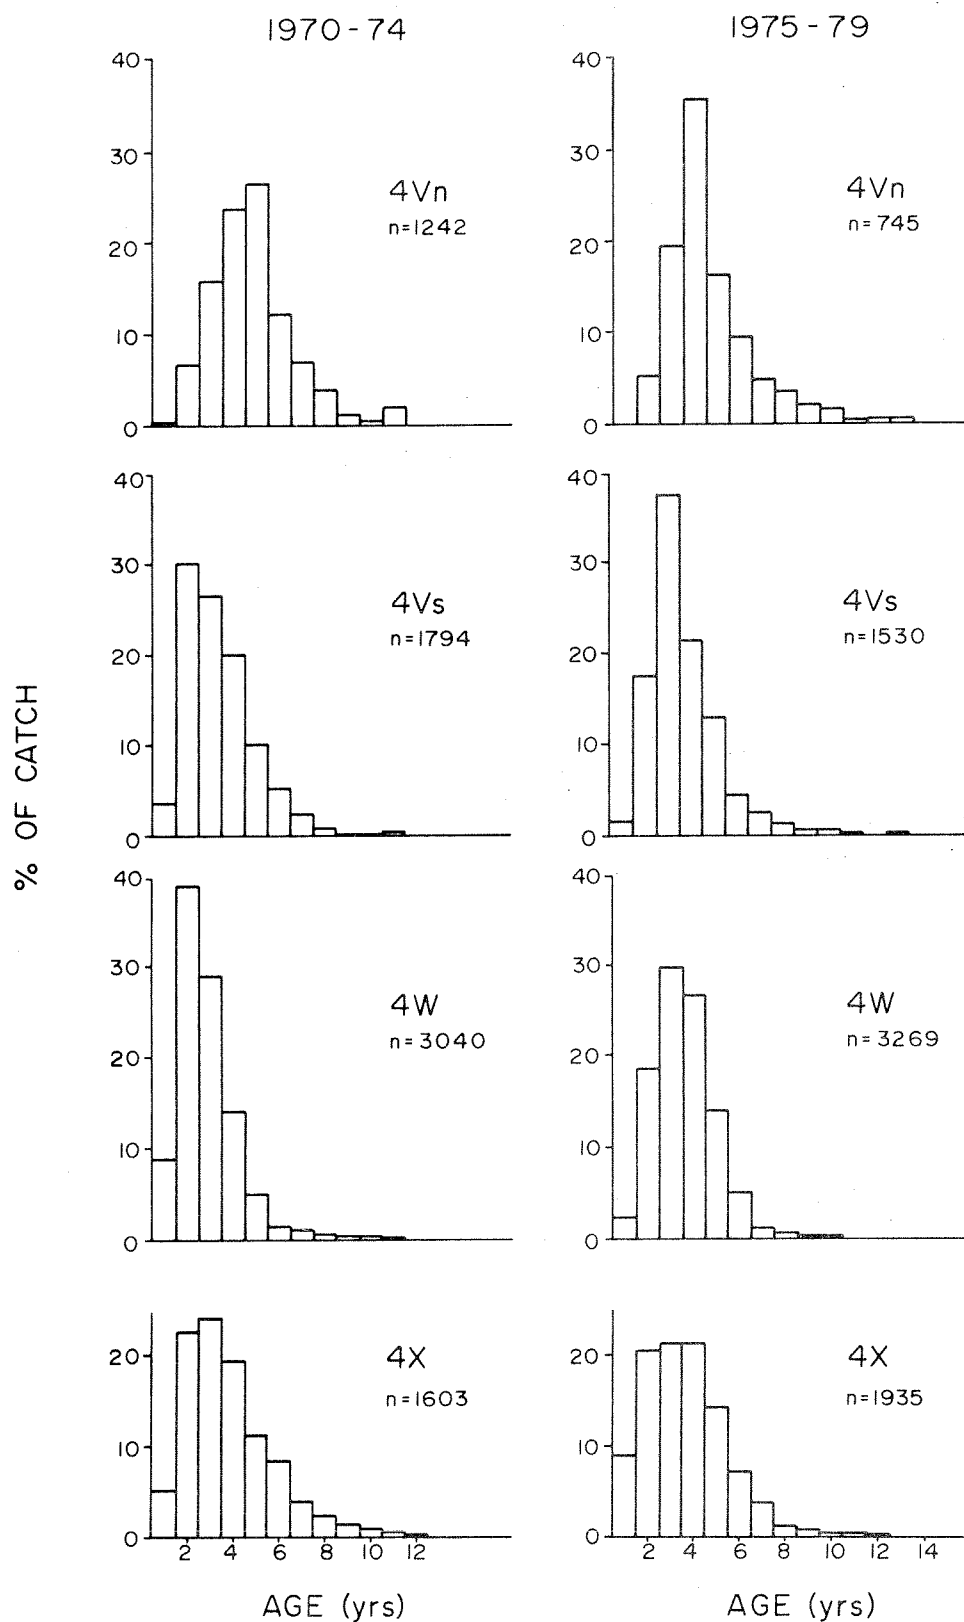 1970-74
1975-79
40
30
20
10
0
4Vn
n=1242
40
30
20
10
0
4Vn
n=745
40
30
20
10
0
4Vs
n=1794
40
30
20
10
0
4Vs
n=1530
% OF CATCH
40
30
20
10
0
4W
n=3040
40
30
20
10
0
4W
n=3269
20
10
0
4X
n=1603
2 4 6 8 10 12
20
10
0
4X
n=1935
2 4 6 8 10 12 14
AGE (yrs)
AGE (yrs)